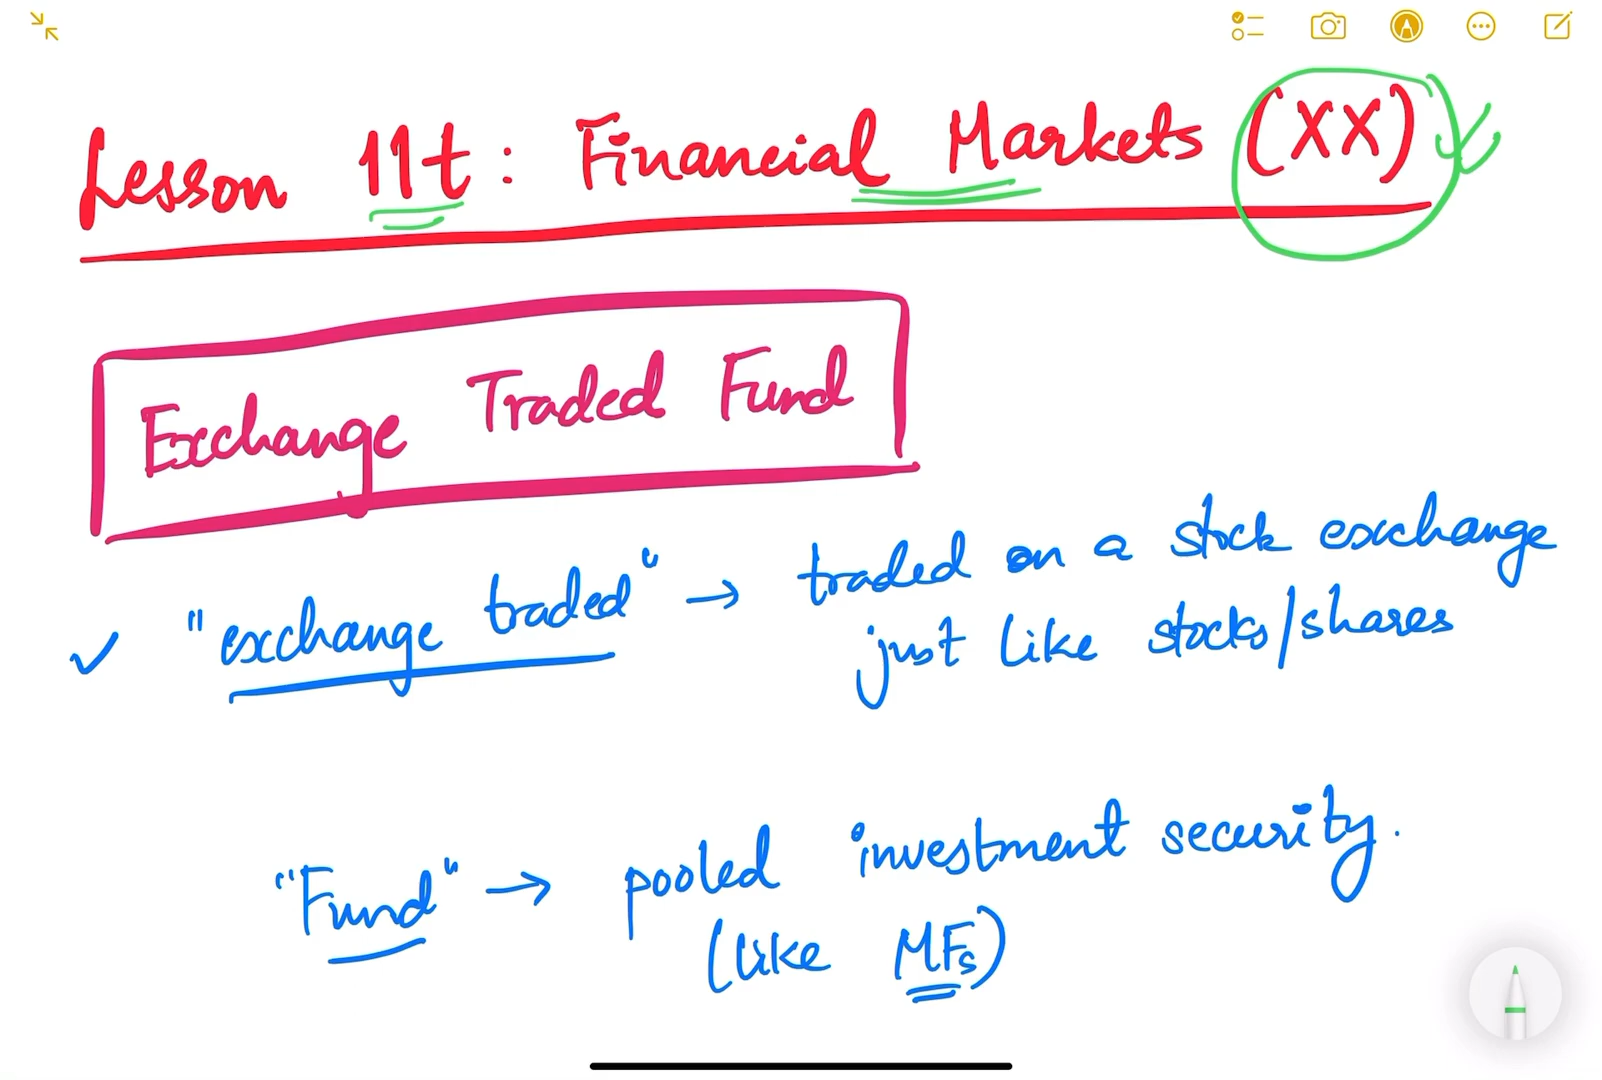 Lesson 11t: Financial Markets (XX)
Exchange Traded Fund
"exchange traded" → traded on a stock exchange
just like stocks/shares
"Fund" → pooled investment security.
(like MFs)